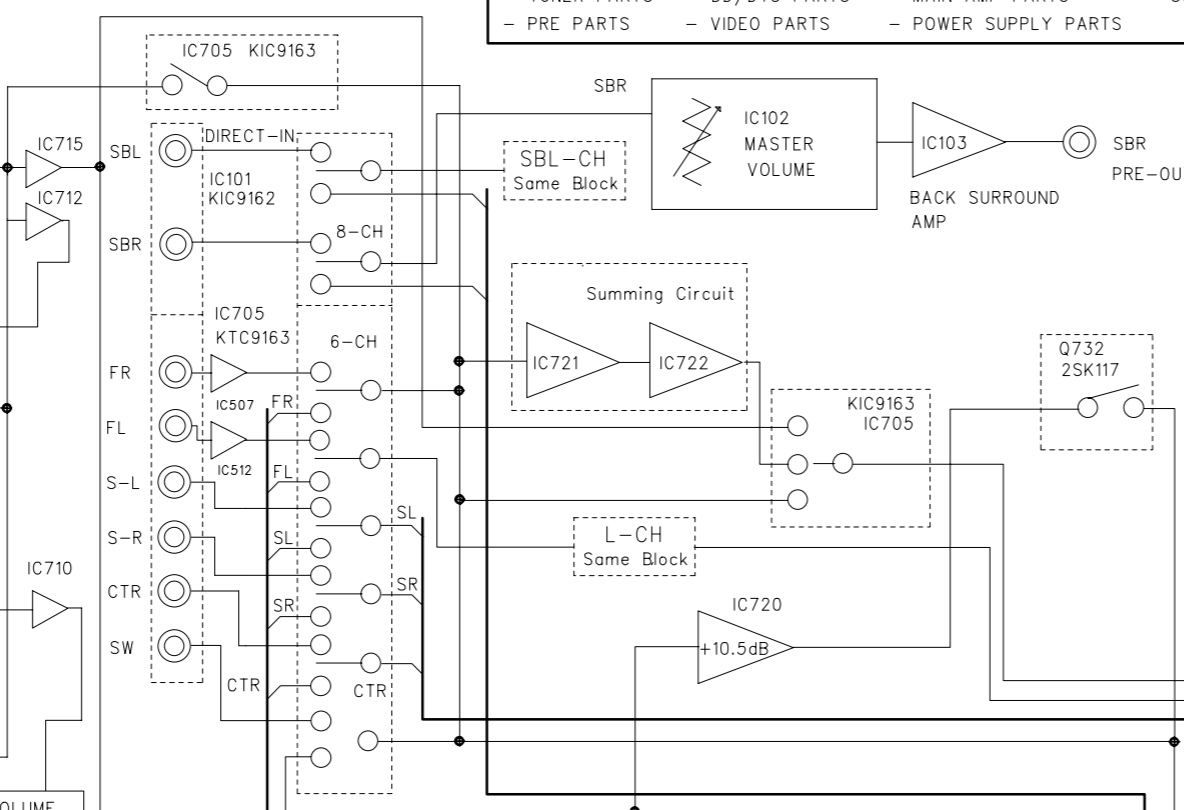 - PRE PARTS - VIDEO PARTS - POWER SUPPLY PARTS
IC705 KIC9163
SBR
IC715
SBL
DIRECT-IN
IC101
KIC9162
IC712
SBL-CH
Same Block
IC102
MASTER
VOLUME
IC103
SBR
PRE-OU
BACK SURROUND
AMP
SBR
8-CH
Summing Circuit
IC721
IC722
IC705
KTC9163
6-CH
Q732
2SK117
FR
IC507
FR
KIC9163
IC705
FL
IC512
FL
S-L
SL
S-R
SL
L-CH
Same Block
IC710
CTR
SR
SR
IC720
+10.5dB
SW
CTR
CTR
OLUME